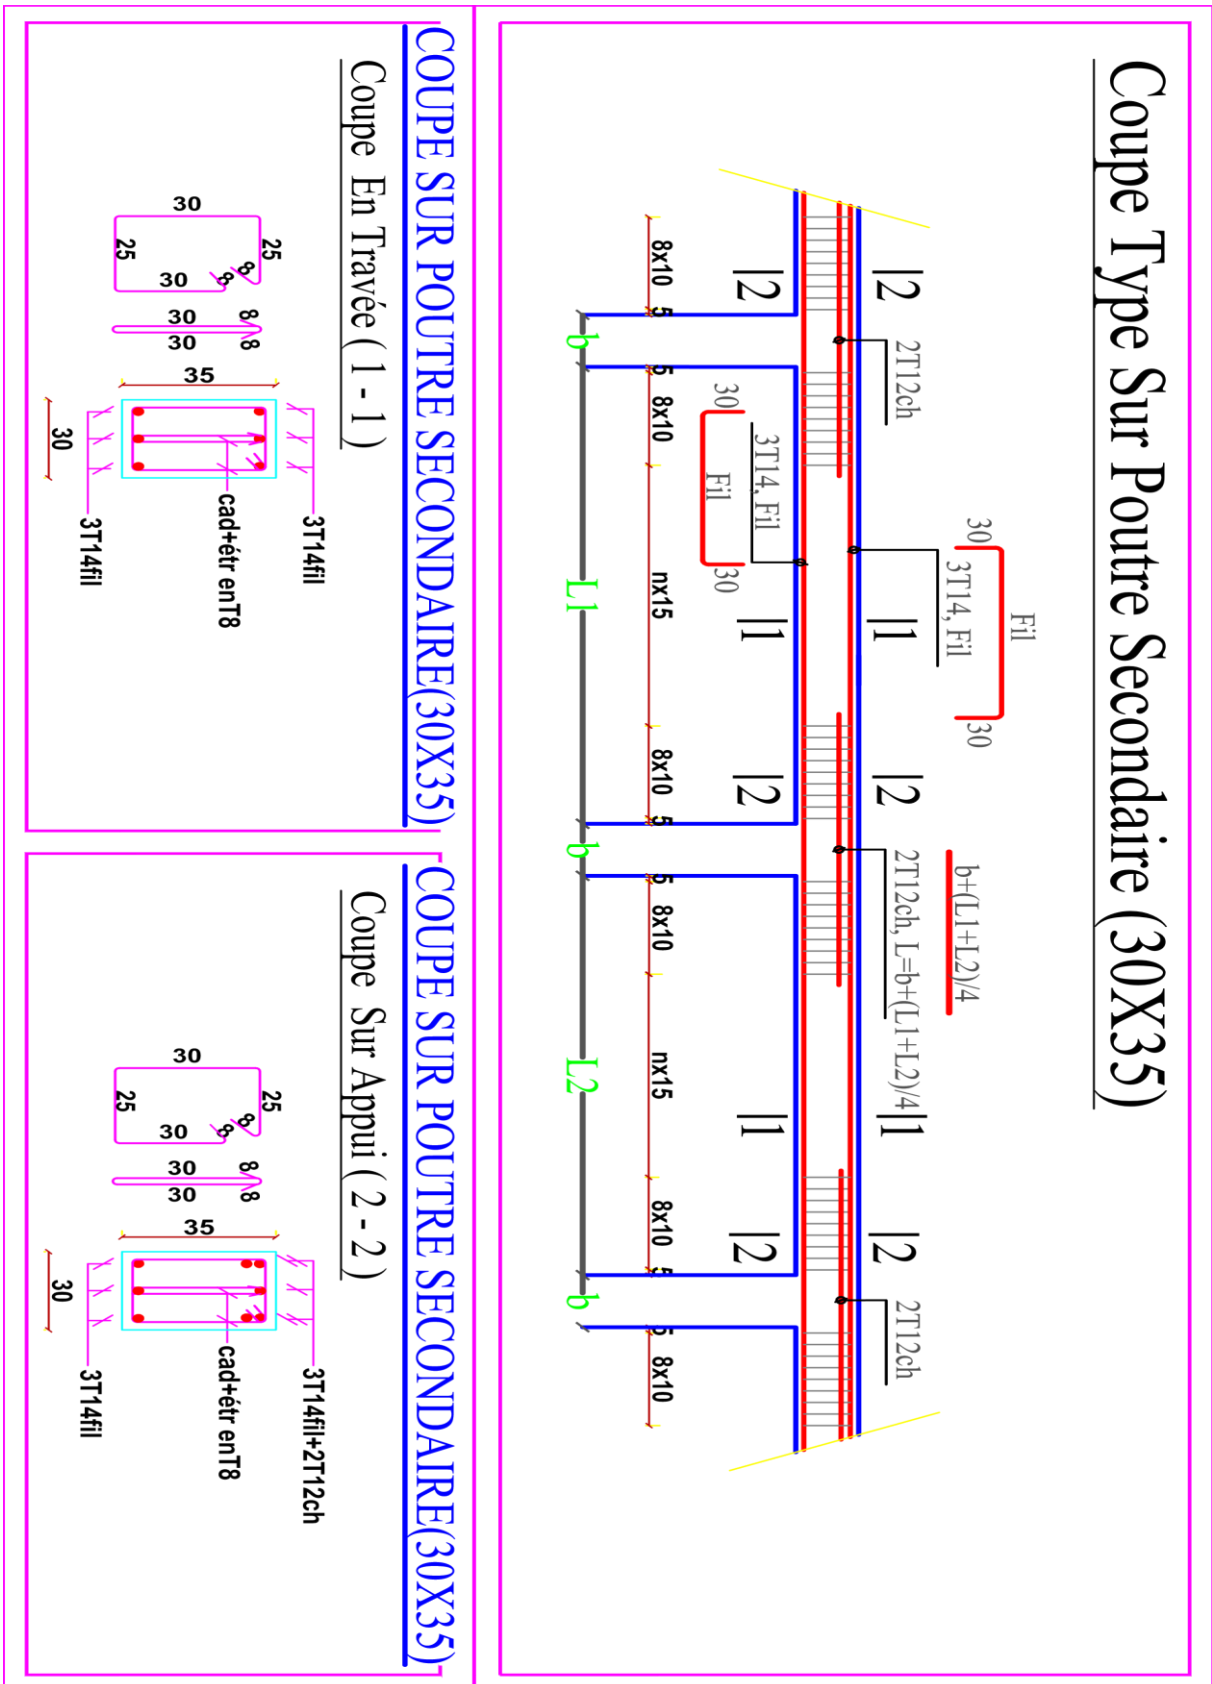 Coupe Type Sur Poutre Secondaire (30X35)
Fil
30
30
b+(L1+L2)/4
3T14, Fil
2T12ch
2T12ch, L=b+(L1+L2)/4
2T12ch
|2 |1 |2 |1 |2
|2 |1 |2 |1 |2
3T14, Fil
30
30
Fil
8x10 5 5 8x10 nx15 8x10 5 5 8x10 nx15 8x10 5 5 8x10
b L1 b L2 b
COUPE SUR POUTRE SECONDAIRE(30X35)
Coupe En Travée ( 1 - 1 )
25
8
8
30
30
25
8
8
30
30
35
30
3T14fil
cad+étr enT8
3T14fil
COUPE SUR POUTRE SECONDAIRE(30X35)
Coupe Sur Appui ( 2 - 2 )
25
8
8
30
30
25
8
8
30
30
35
30
3T14fil+2T12ch
cad+étr enT8
3T14fil